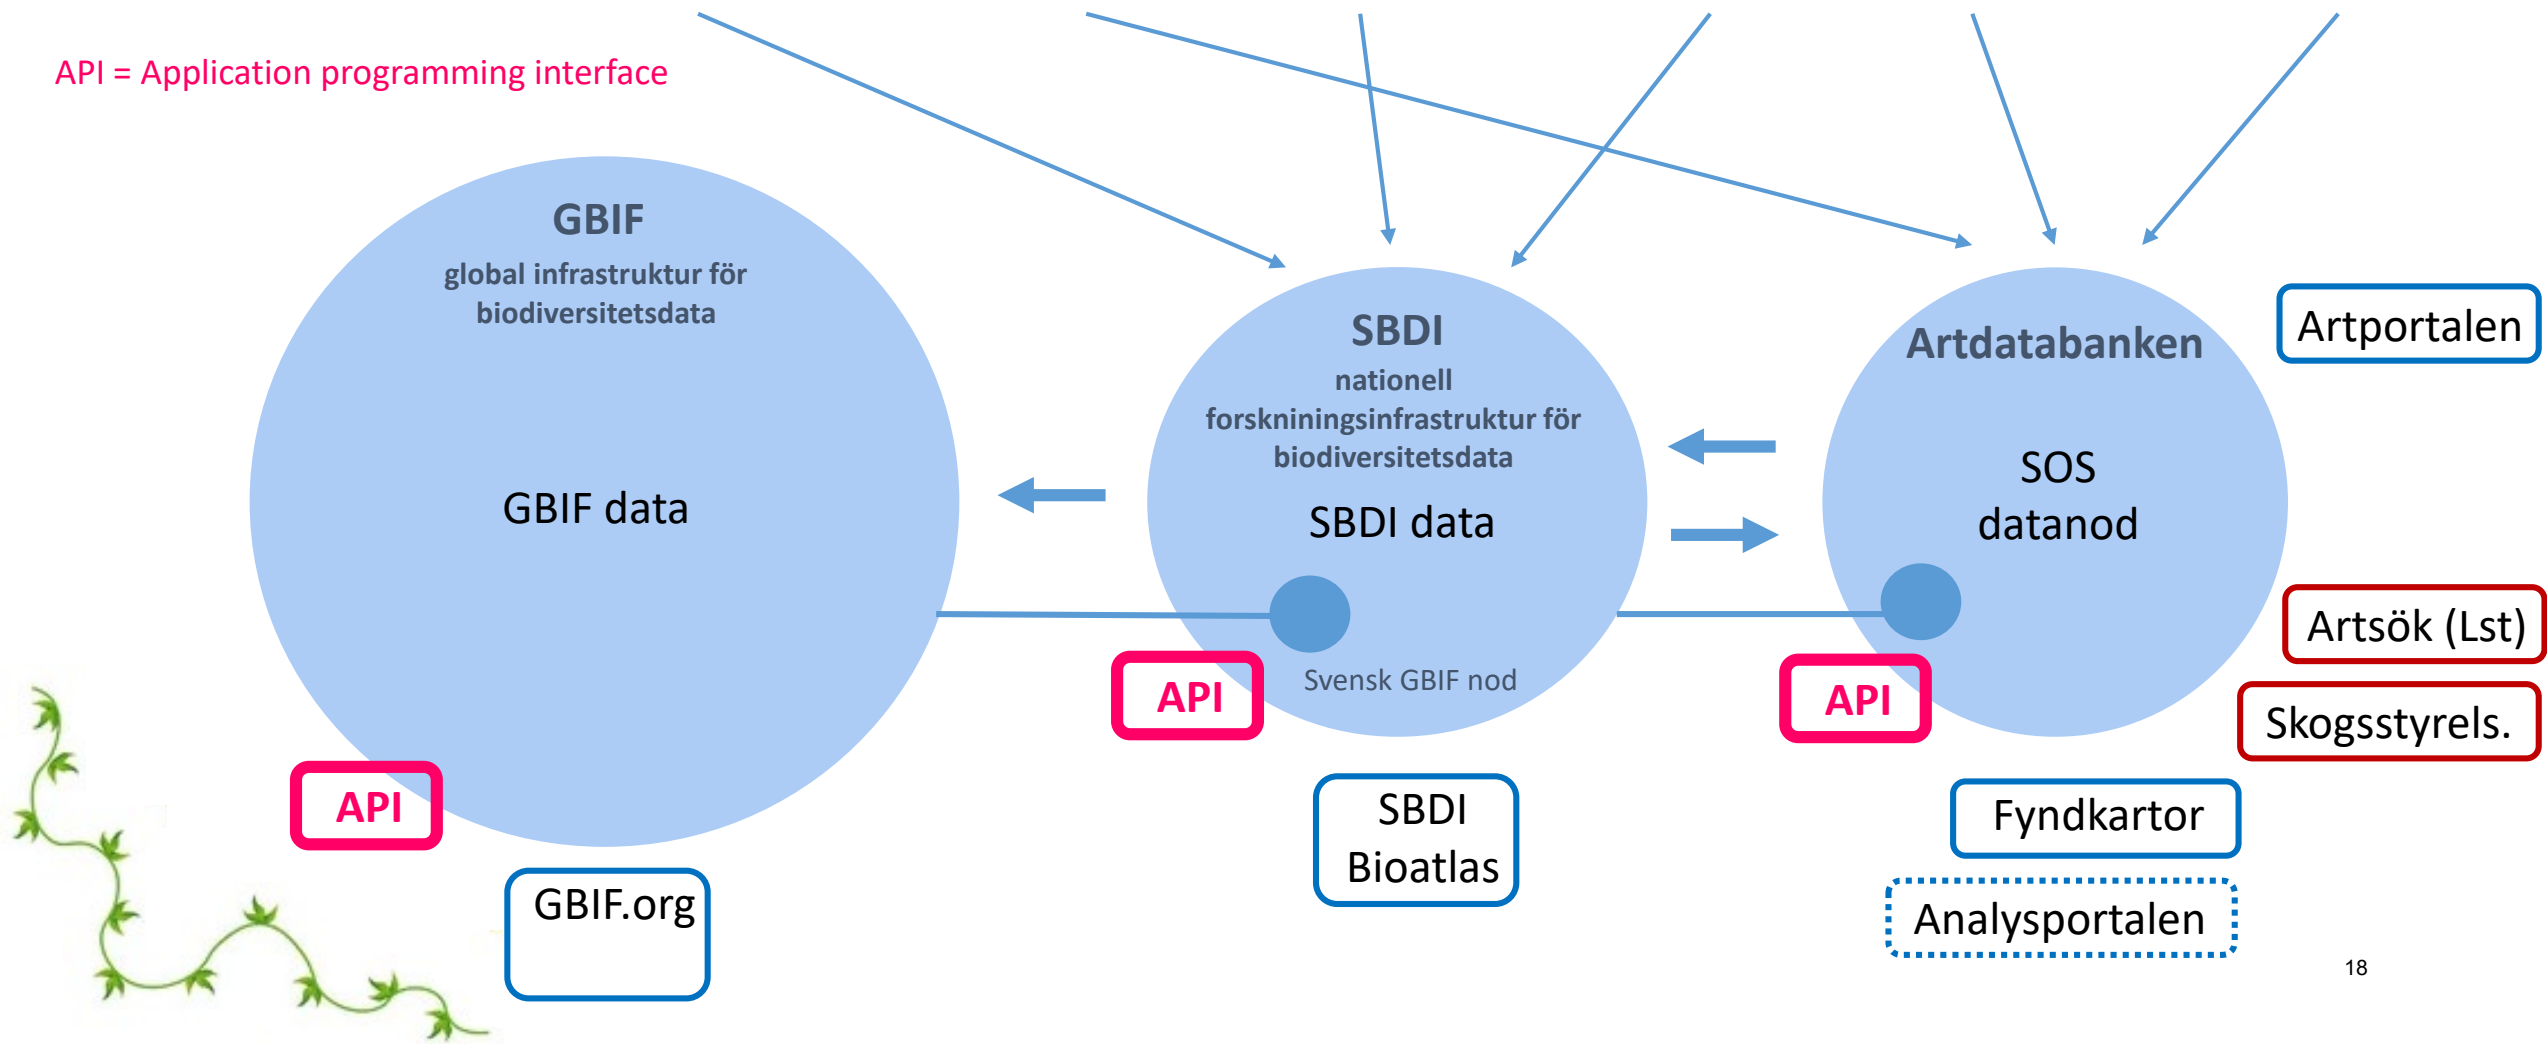 API = Application programming interface
GBIF
global infrastruktur för
biodiversitetsdata
GBIF data
API
GBIF.org
SBDI
nationell
forskniningsinfrastruktur för
biodiversitetsdata
SBDI data
Svensk GBIF nod
API
SBDI
Bioatlas
Artdatabanken
SOS
datanod
API
Artportalen
Artsök (Lst)
Skogsstyrels.
Fyndkartor
Analysportalen
18